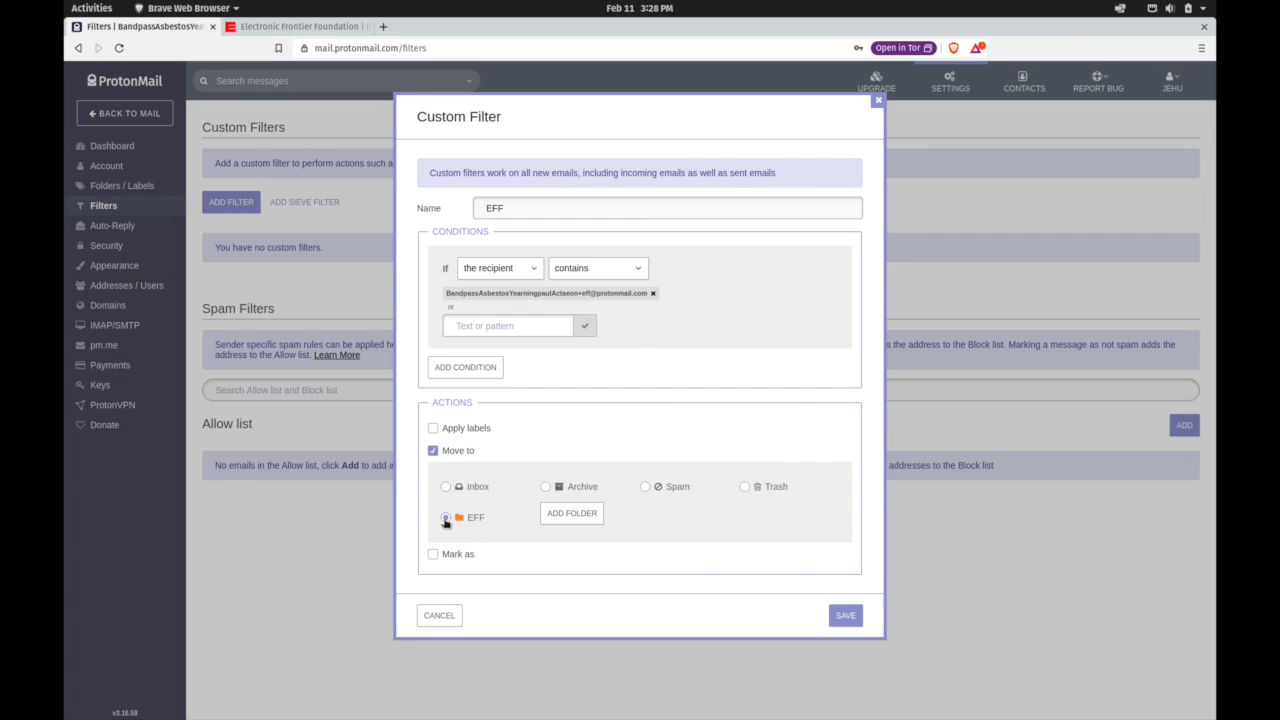 Activities
Brave Web Browser
Feb 11 3:28 PM
Filters | BandpassAsbestosYea
Electronic Frontier Foundation | D
mail.protonmail.com/filters
Open in Tor
ProtonMail
Search messages
UPGRADE
SETTINGS
CONTACTS
REPORT BUG
JEHU
BACK TO MAIL
Dashboard
Account
Folders / Labels
Filters
Auto-Reply
Security
Appearance
Addresses / Users
Domains
IMAP/SMTP
pm.me
Payments
Keys
ProtonVPN
Donate
v3.16.58
Custom Filters
Add a custom filter to perform actions such a
ADD FILTER
ADD SIEVE FILTER
You have no custom filters.
Spam Filters
Sender specific spam rules can be applied he
s the address to the Block list. Marking a message as not spam adds the
address to the Allow list. Learn More
Search Allow list and Block list
Allow list
ADD
No emails in the Allow list, click Add to add a
addresses to the Block list
Custom Filter
Custom filters work on all new emails, including incoming emails as well as sent emails
Name
EFF
CONDITIONS
If
the recipient
contains
BandpassAsbestosYearningpaulActaeon+eff@protonmail.com
or
Text or pattern
ADD CONDITION
ACTIONS
Apply labels
Move to
Inbox
Archive
Spam
Trash
EFF
ADD FOLDER
Mark as
CANCEL
SAVE